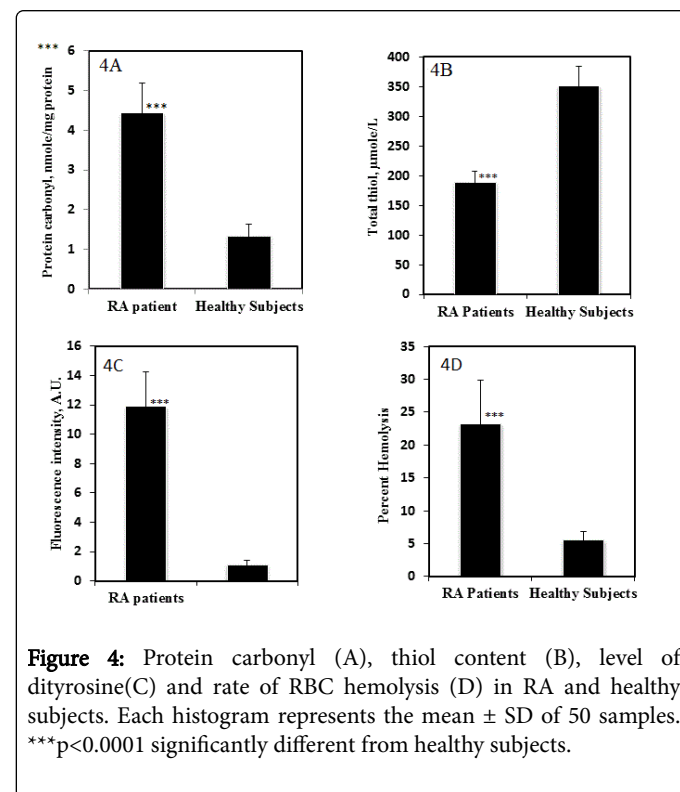 ***
4A
Protein carbonyl, nmole/mg protein
6
5
4
3
2
1
0
***
RA patient Healthy Subjects
4B
Total thiol, µmole/L
400
350
300
250
200
150
100
50
0
***
RA Patients Healthy Subjects
4C
Fluorescence intensity, A.U.
16
14
12
10
8
6
4
2
0
***
RA patients
4D
Percent Hemolysis
35
30
25
20
15
10
5
0
***
RA Patients Healthy Subjects
Figure 4: Protein carbonyl (A), thiol content (B), level of
dityrosine(C) and rate of RBC hemolysis (D) in RA and healthy
subjects. Each histogram represents the mean ± SD of 50 samples.
***p<0.0001 significantly different from healthy subjects.